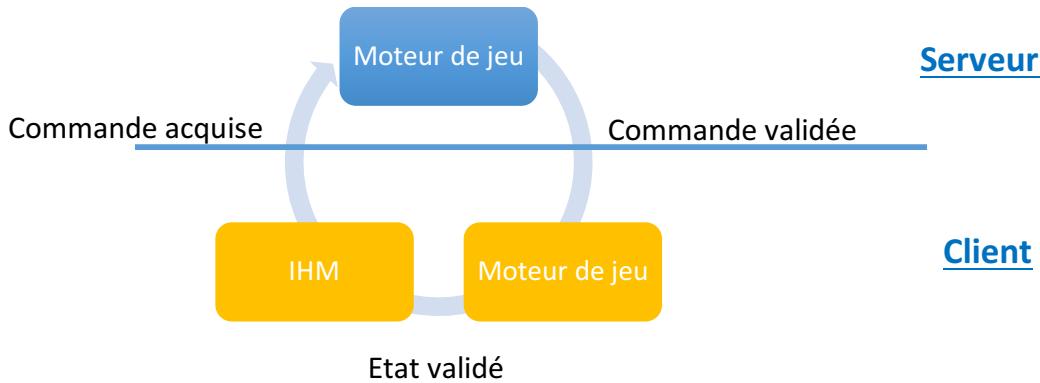 Moteur de jeu
Serveur
Commande acquise
Commande validée
IHM
Moteur de jeu
Client
Etat validé